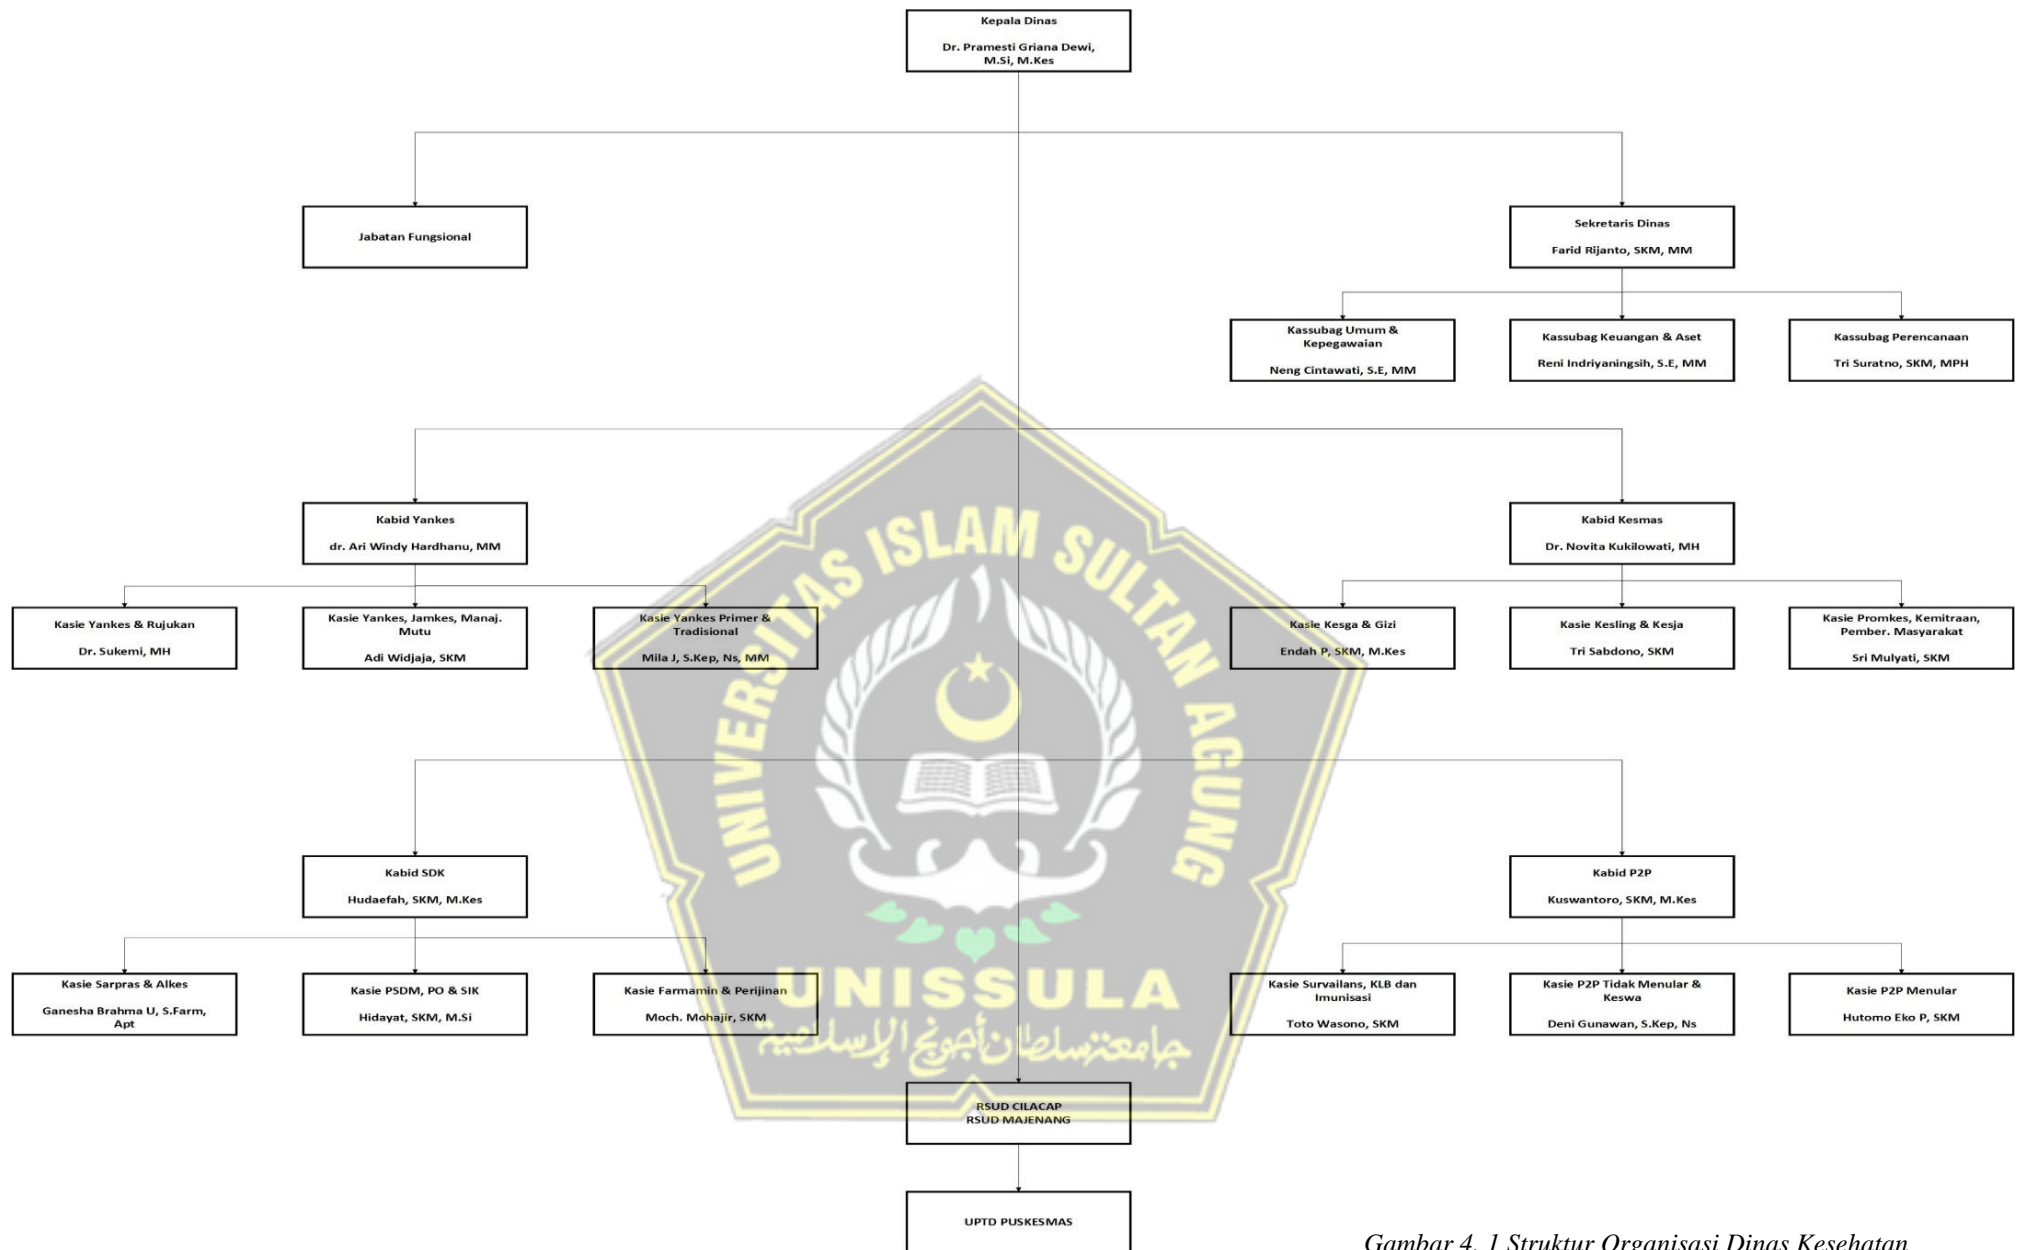 Kepala Dinas
Dr. Pramesti Griana Dewi,
M.Si, M.Kes
Jabatan Fungsional
Sekretaris Dinas
Farid Rijanto, SKM, MM
Kassubag Umum &
Kepegawaian
Neng Cintawati, S.E, MM
Kassubag Keuangan & Aset
Reni Indriyaningsih, S.E, MM
Kassubag Perencanaan
Tri Suratno, SKM, MPH
Kabid Yankes
dr. Ari Windy Hardhanu, MM
Kabid Kesmas
Dr. Novita Kukilowati, MH
Kasie Yankes & Rujukan
Dr. Sukemi, MH
Kasie Yankes, Jamkes, Manaj.
Mutu
Adi Widjaja, SKM
Kasie Yankes Primer &
Tradisional
Mila J, S.Kep, Ns, MM
Kasie Kesga & Gizi
Endah P, SKM, M.Kes
Kasie Kesling & Kesja
Tri Sabdono, SKM
Kasie Promkes, Kemitraan,
Pember. Masyarakat
Sri Mulyati, SKM
Kabid SDK
Hudaefah, SKM, M.Kes
Kabid P2P
Kuswantoro, SKM, M.Kes
Kasie Sarpras & Alkes
Ganesha Brahma U, S.Farm,
Apt
Kasie PSDM, PO & SIK
Hidayat, SKM, M.Si
Kasie Farmamin & Perijinan
Moch. Mohajir, SKM
Kasie Survailans, KLB dan
Imunisasi
Toto Wasono, SKM
Kasie P2P Tidak Menular &
Keswa
Deni Gunawan, S.Kep, Ns
Kasie P2P Menular
Hutomo Eko P, SKM
RSUD CILACAP
RSUD MAJENANG
UPTD PUSKESMAS
UNIVERSITAS ISLAM SULTAN AGUNG
UNISSULA
جامعة سلطان أجونج الإسلامية
Gambar 4. 1 Struktur Organisasi Dinas Kesehatan